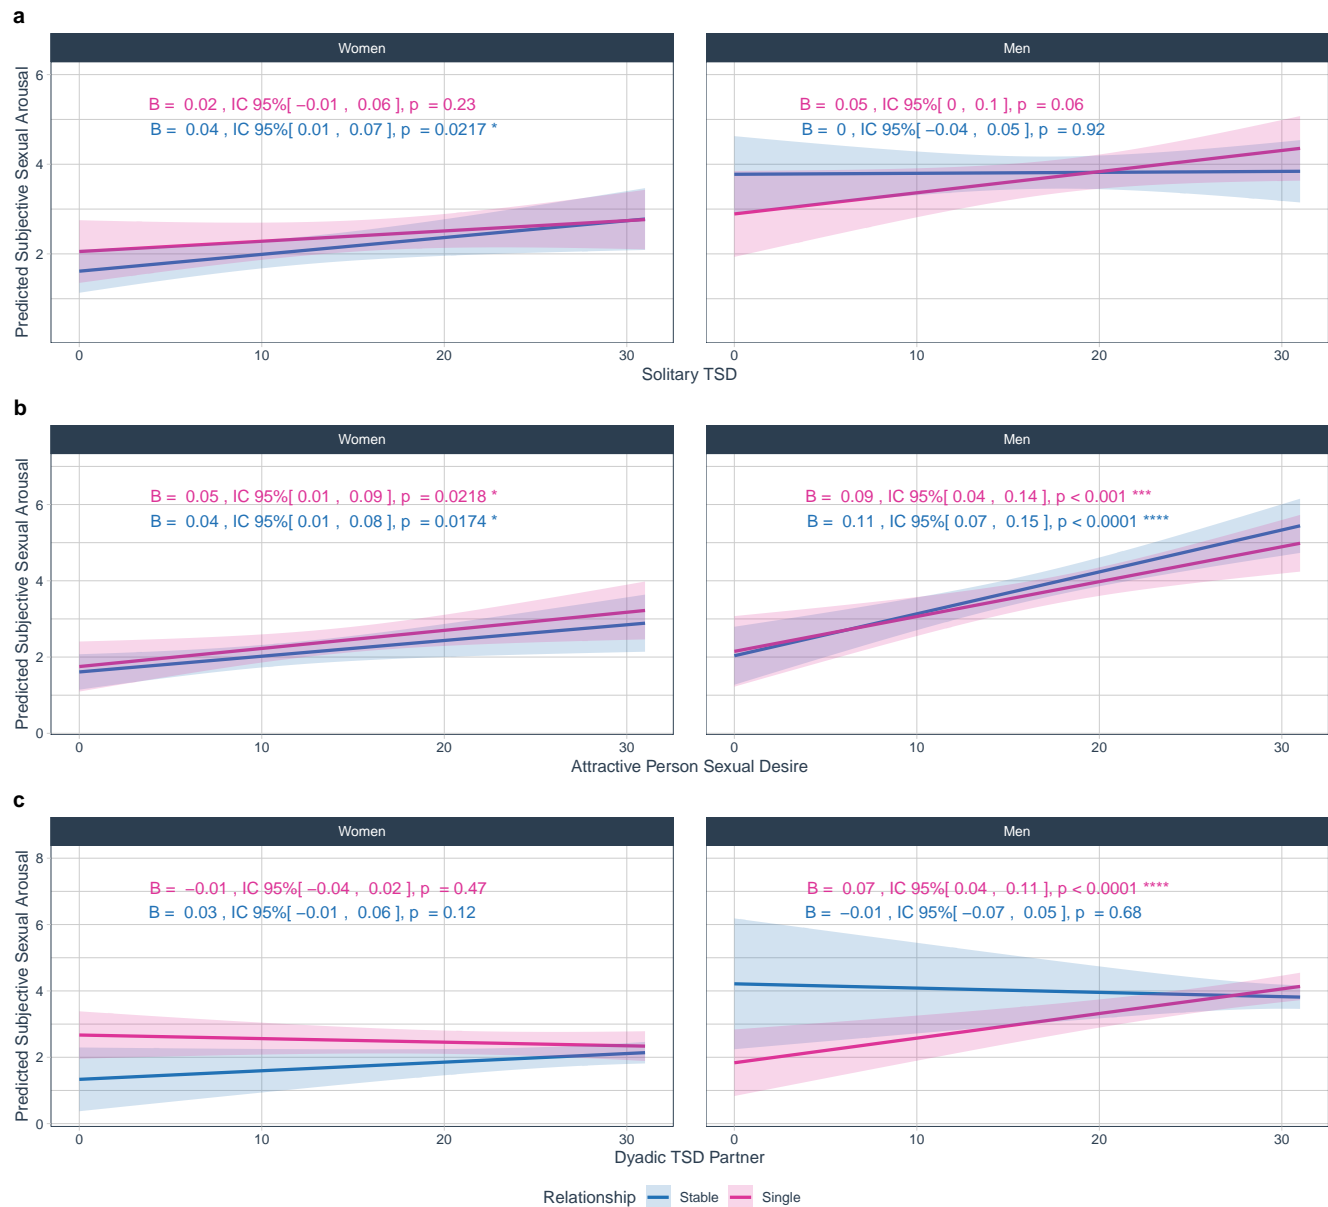 a
Women
Men
Predicted Subjective Sexual Arousal
6
4
2
B = 0.02 , IC 95%[ −0.01 , 0.06 ], p = 0.23
B = 0.04 , IC 95%[ 0.01 , 0.07 ], p = 0.0217 *
B = 0.05 , IC 95%[ 0 , 0.1 ], p = 0.06
B = 0 , IC 95%[ −0.04 , 0.05 ], p = 0.92
0 10 20 30
0 10 20 30
Solitary TSD
b
Women
Men
Predicted Subjective Sexual Arousal
6
4
2
0
B = 0.05 , IC 95%[ 0.01 , 0.09 ], p = 0.0218 *
B = 0.04 , IC 95%[ 0.01 , 0.08 ], p = 0.0174 *
B = 0.09 , IC 95%[ 0.04 , 0.14 ], p < 0.001 ***
B = 0.11 , IC 95%[ 0.07 , 0.15 ], p < 0.0001 ****
0 10 20 30
0 10 20 30
Attractive Person Sexual Desire
c
Women
Men
Predicted Subjective Sexual Arousal
8
6
4
2
0
B = −0.01 , IC 95%[ −0.04 , 0.02 ], p = 0.47
B = 0.03 , IC 95%[ −0.01 , 0.06 ], p = 0.12
B = 0.07 , IC 95%[ 0.04 , 0.11 ], p < 0.0001 ****
B = −0.01 , IC 95%[ −0.07 , 0.05 ], p = 0.68
0 10 20 30
0 10 20 30
Dyadic TSD Partner
Relationship Stable Single